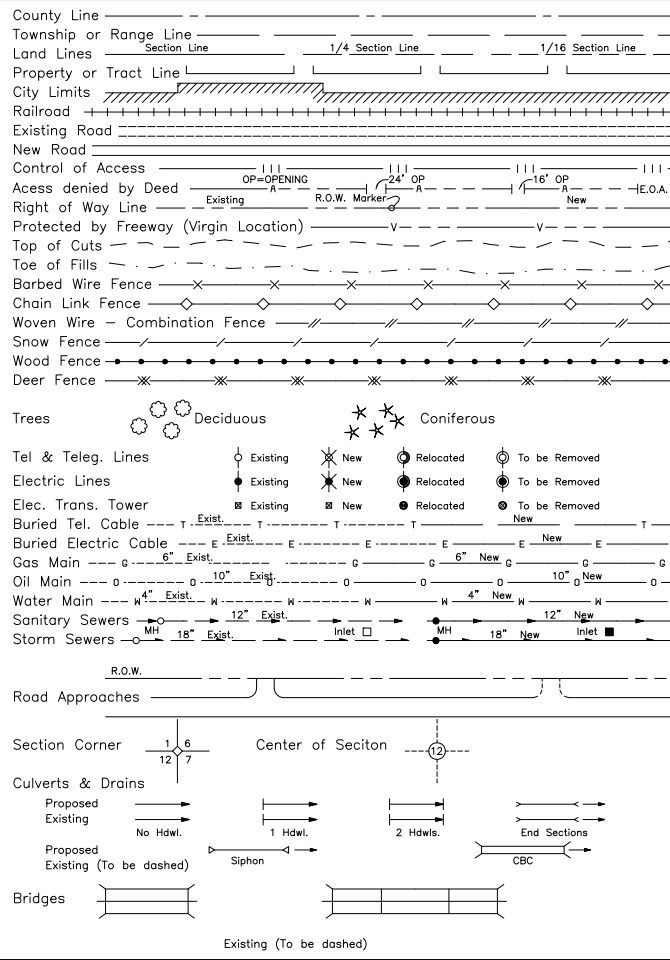 County Line
Township or Range Line
Land Lines Section Line 1/4 Section Line 1/16 Section Line
Property or Tract Line
City Limits
Railroad
Existing Road
New Road
Control of Access
OP=OPENING 24' OP 16' OP
Acess denied by Deed A A A E.O.A.
Existing R.O.W. Marker New
Right of Way Line
Protected by Freeway (Virgin Location) V V
Top of Cuts
Toe of Fills
Barbed Wire Fence
Chain Link Fence
Woven Wire – Combination Fence
Snow Fence
Wood Fence
Deer Fence
Trees Deciduous Coniferous
Tel & Teleg. Lines Existing New Relocated To be Removed
Electric Lines Existing New Relocated To be Removed
Elec. Trans. Tower Existing New Relocated To be Removed
Exist. New
Buried Tel. Cable T T T T T T
Exist. New
Buried Electric Cable E E E E E E
6" Exist. 6" New
Gas Main G G G G G G
10" Exist. 10" New
Oil Main O O O O O O O O
4" Exist. 4" New
Water Main W W W W W W W
Sanitary Sewers 12" Exist. 12" New
MH Inlet MH Inlet
Storm Sewers 18" Exist. 18" New
R.O.W.
Road Approaches
Section Corner 1 6 12 7 Center of Seciton 12
Culverts & Drains
Proposed
Existing
No Hdwl. 1 Hdwl. 2 Hdwls. End Sections
Proposed
Existing (To be dashed) Siphon CBC
Bridges
Existing (To be dashed)